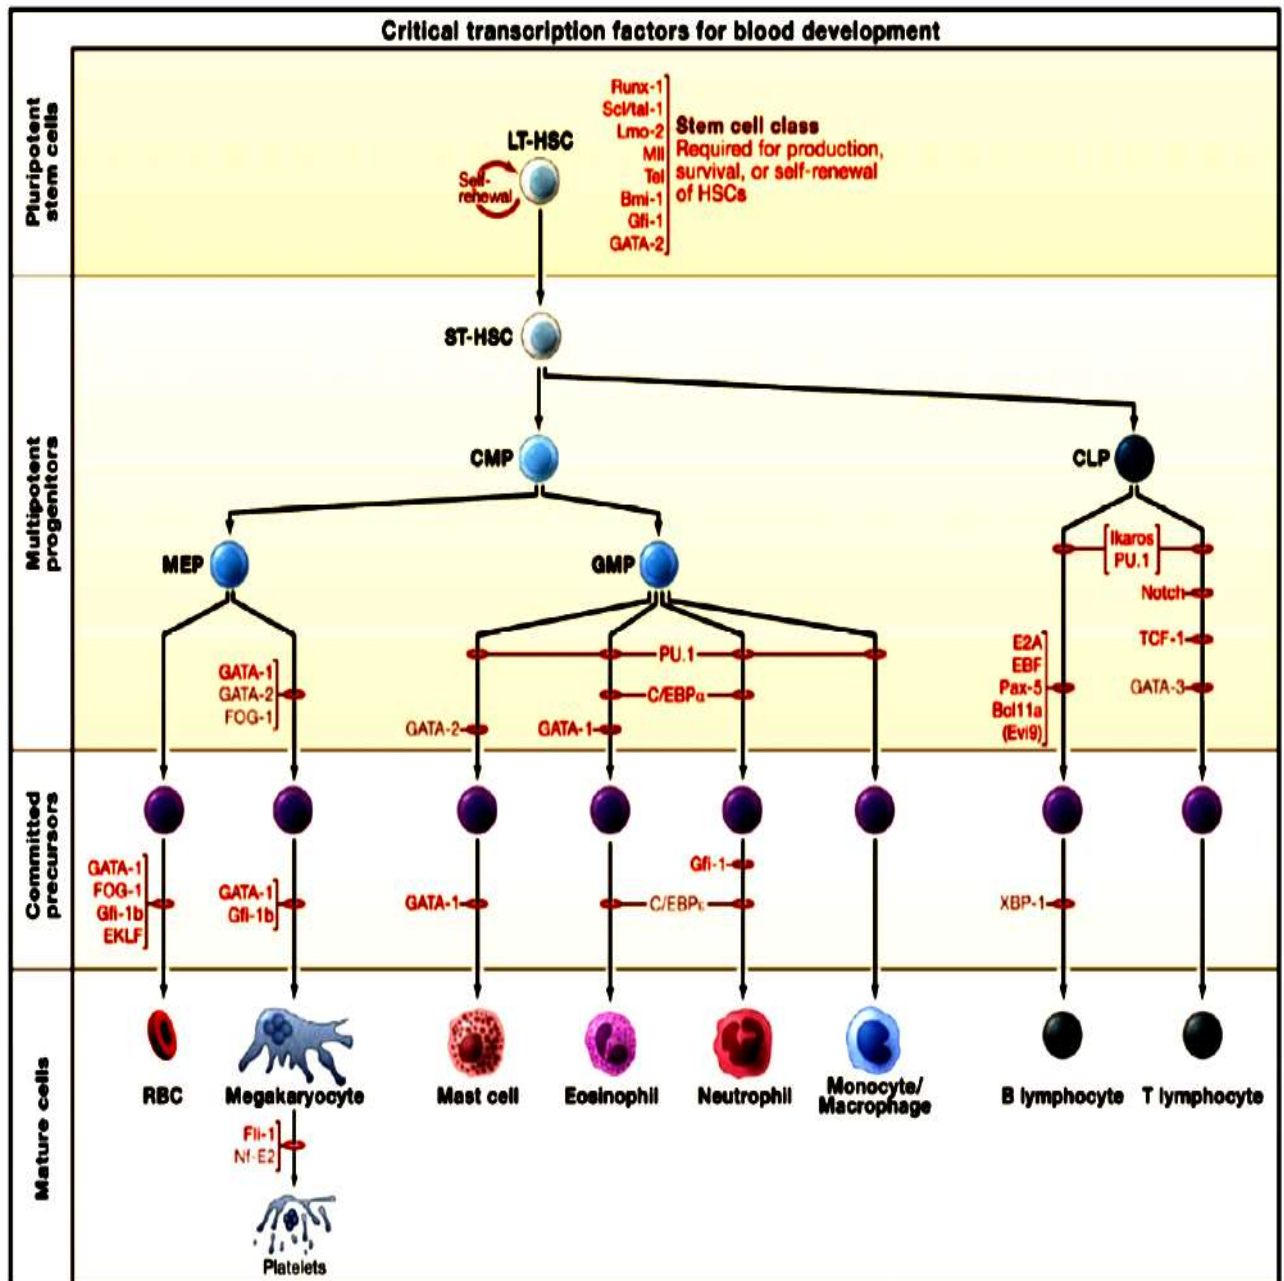 Critical transcription factors for blood development
Pluripotent
stem cells
LT-HSC
Self-
renewal
Runx-1
Scl/tal-1
Lmo-2
Mll
Tel
Bmi-1
Gfi-1
GATA-2
Stem cell class
Required for production,
survival, or self-renewal
of HSCs
Multipotent
progenitors
ST-HSC
CMP
CLP
MEP
GMP
Ikaros
PU.1
Notch
TCF-1
GATA-3
E2A
EBF
Pax-5
Bcl11a
(Evi9)
GATA-1
GATA-2
FOG-1
PU.1
C/EBPα
GATA-2
GATA-1
Committed
precursors
GATA-1
FOG-1
Gfi-1b
EKLF
GATA-1
Gfi-1b
GATA-1
Gfi-1
C/EBPε
XBP-1
Mature cells
RBC
Megakaryocyte
Mast cell
Eosinophil
Neutrophil
Monocyte/
Macrophage
B lymphocyte
T lymphocyte
Fli-1
Nf-E2
Platelets